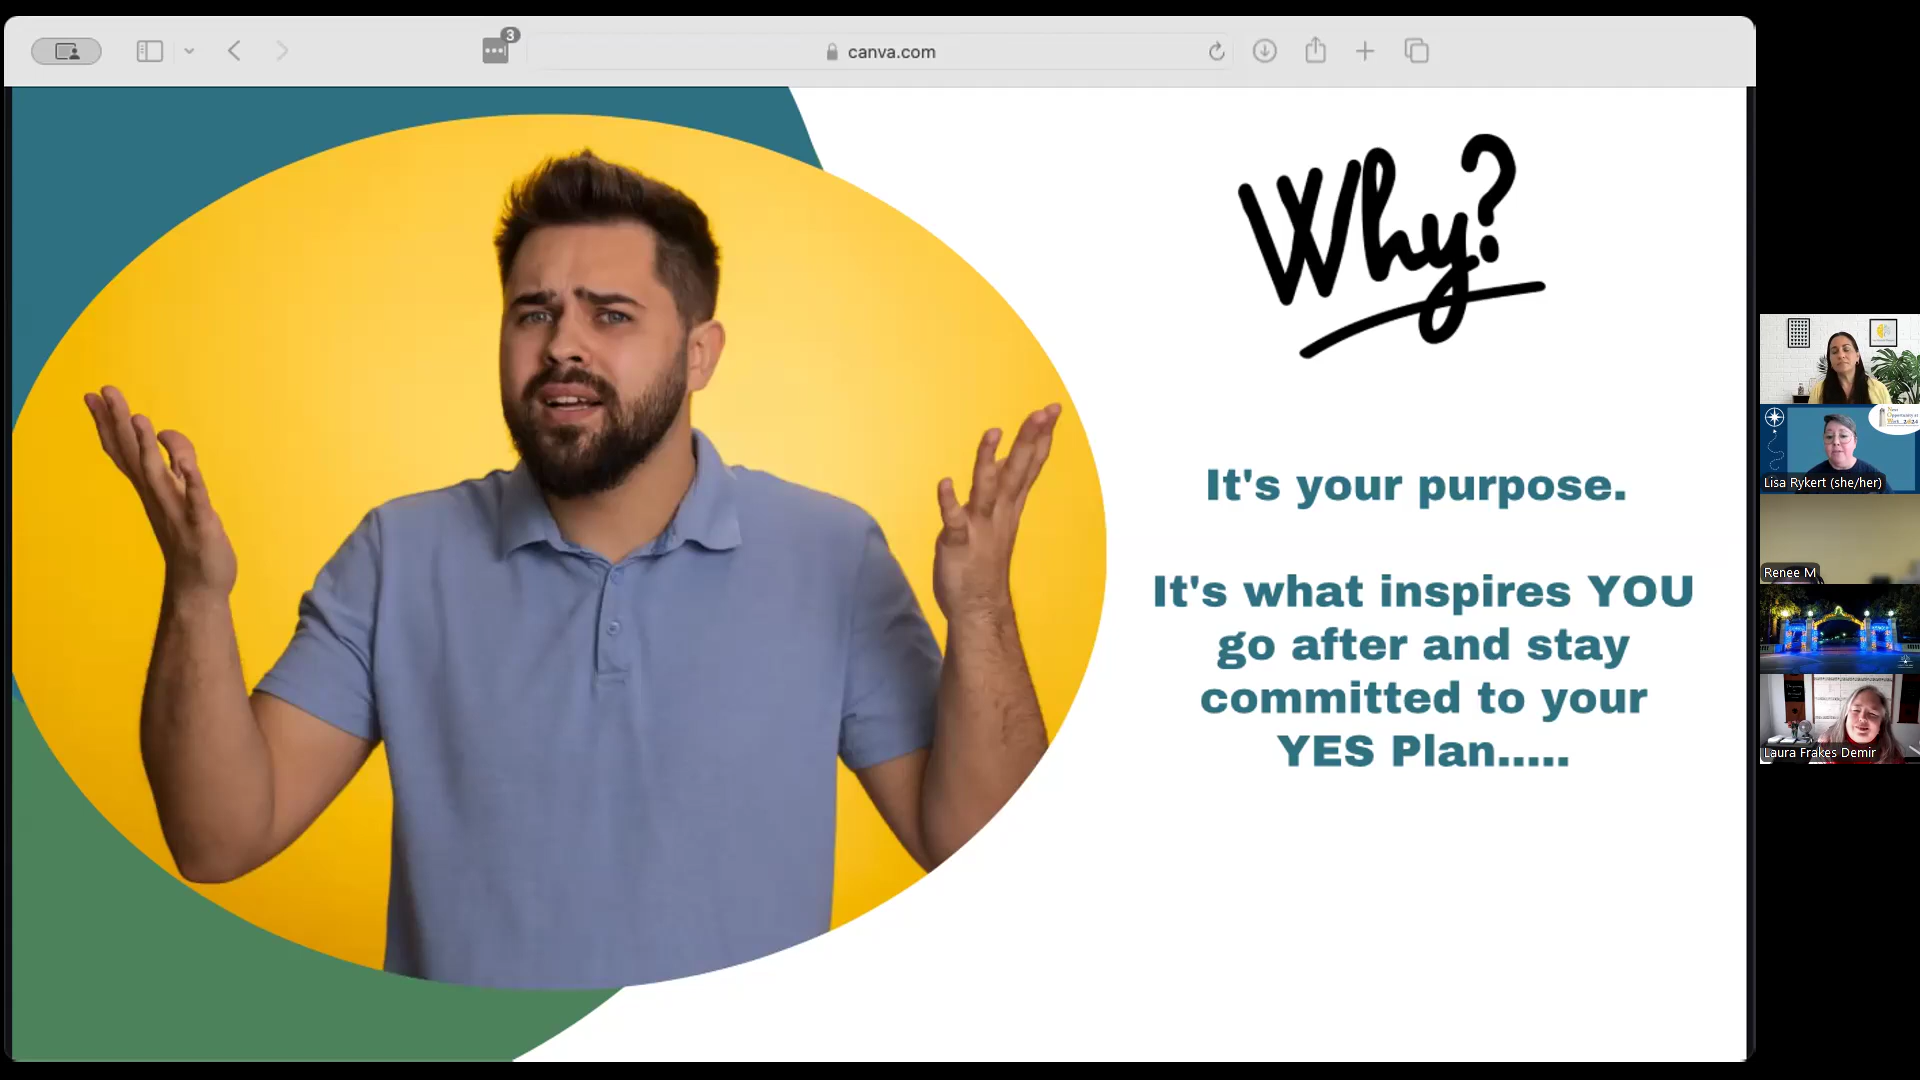 3
canva.com
Why?
It's your purpose.
It's what inspires YOU
go after and stay
committed to your
YES Plan.....
Lisa Rykert (she/her)
Renee M
Laura Frakes Demir